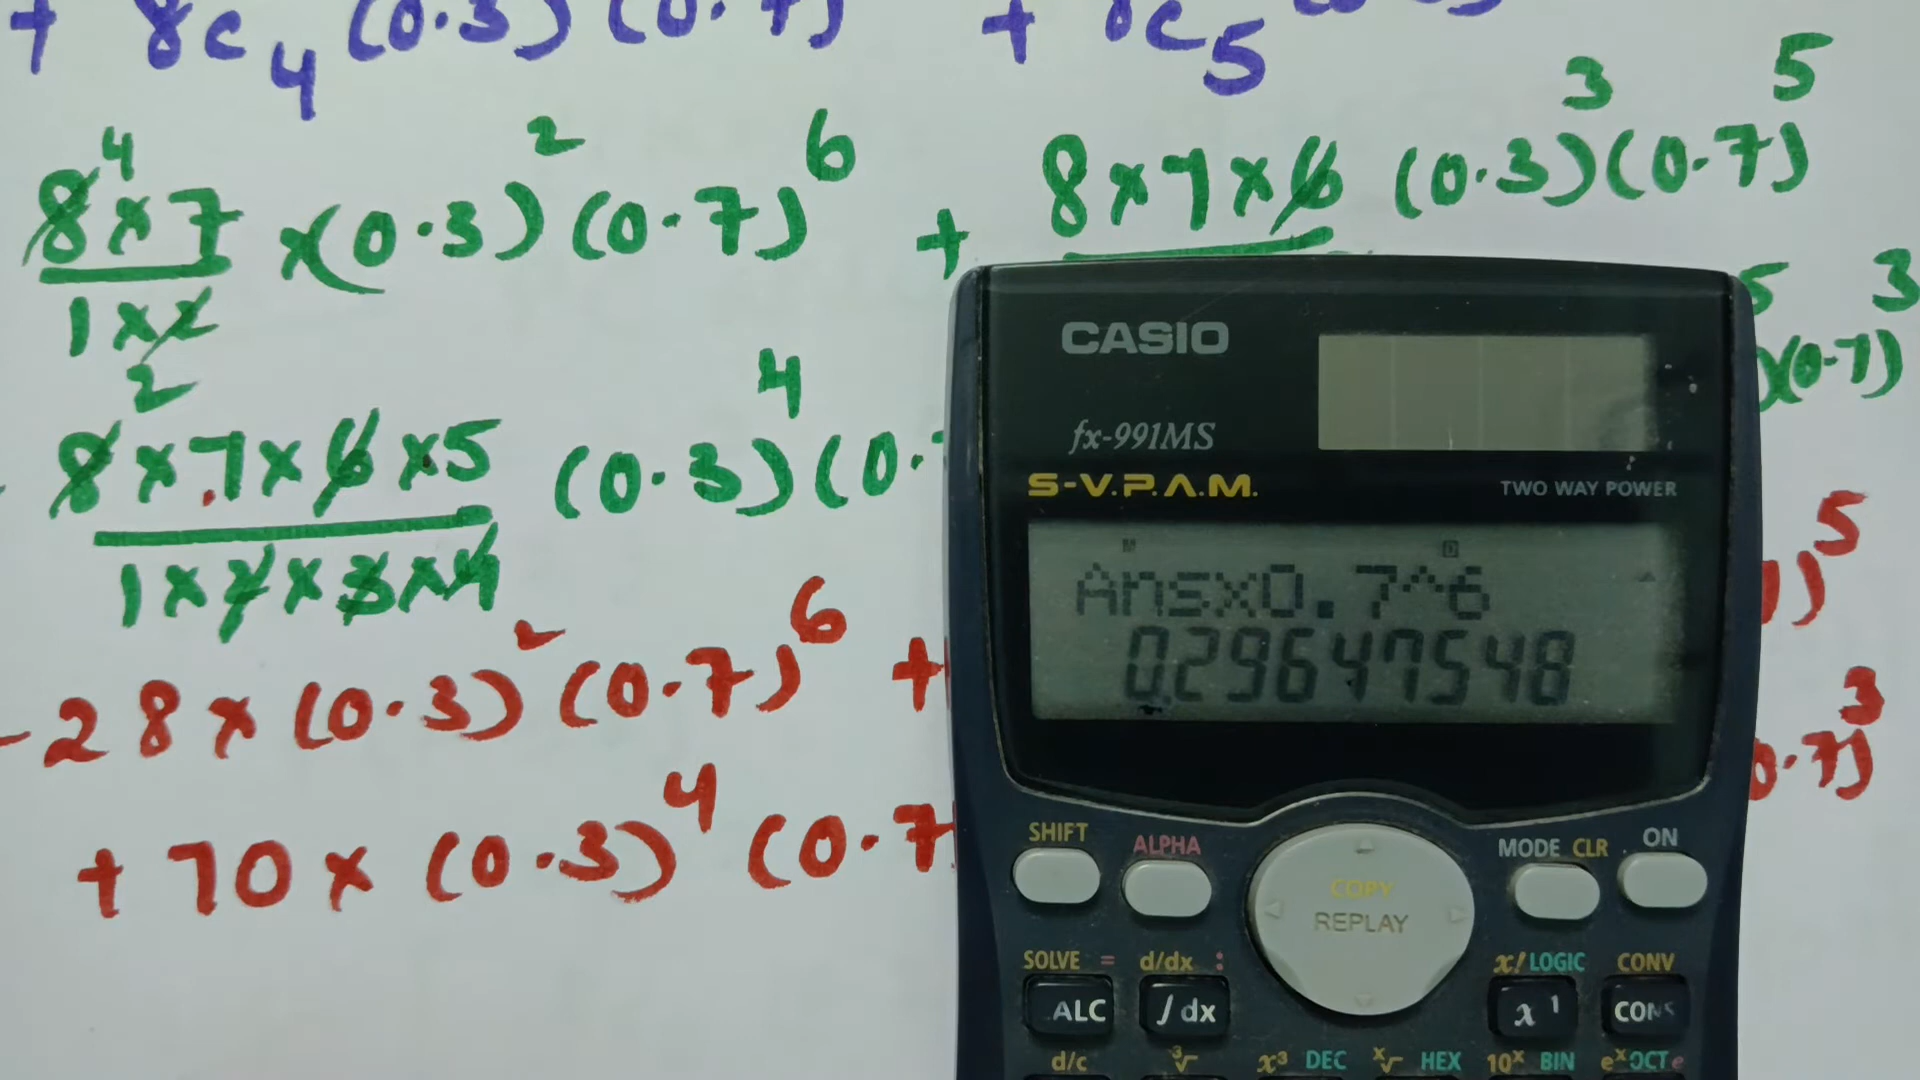 + 8c4 (0.3) (0.7) + 8c5
8×7/1×2 ×(0.3)² (0.7)⁶ + 8×7×6 (0.3)³ (0.7)⁵
4
5 3
)(0.7)
2
8×7×6×5/1×2×3×4 (0.3)⁴ (0.
28×(0.3)² (0.7)⁶ + )⁵
+ 70×(0.3)⁴ (0.7 0.7)³
CASIO
fx-991MS
S-V.P.A.M. TWO WAY POWER
M D
Ans×0.7^6
0.29647548
SHIFT ALPHA MODE CLR ON
COPY
REPLAY
SOLVE = d/dx : x! LOGIC CONV
ALC ∫dx x⁻¹ CONS
d/c ³√ x³ DEC ˣ√ HEX 10ˣ BIN eˣ OCT e